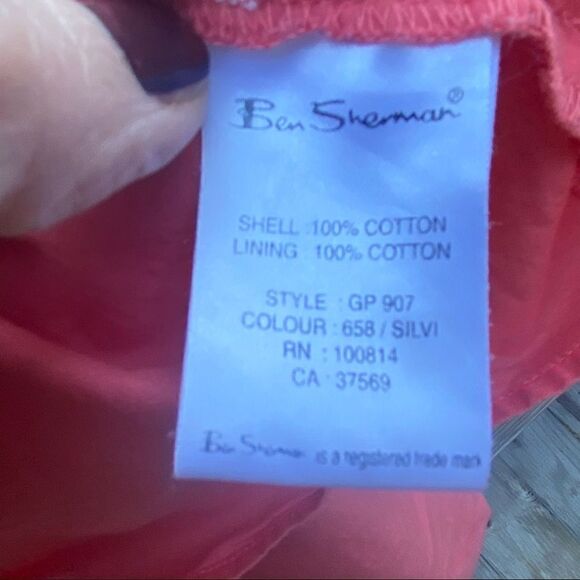 Ben Sherman®
SHELL : 100% COTTON
LINING : 100% COTTON
STYLE : GP 907
COLOUR : 658 / SILVI
RN : 100814
CA : 37569
Ben Sherman is a registered trade mark